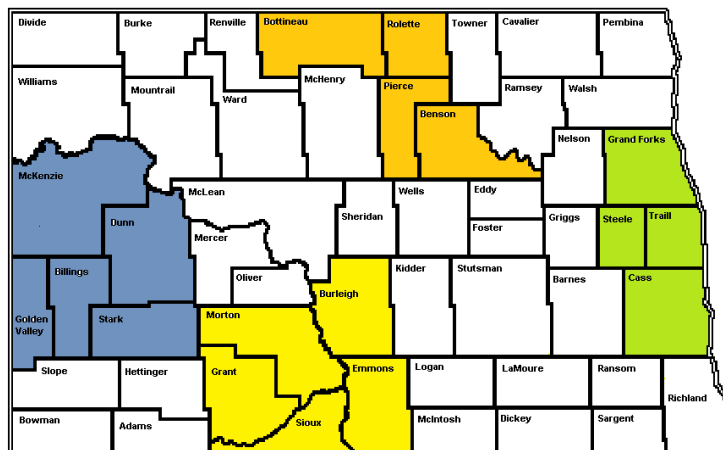 Divide
Burke
Renville
Bottineau
Rolette
Towner
Cavalier
Pembina
Williams
Mountrail
Ward
McHenry
Pierce
Benson
Ramsey
Walsh
Nelson
Grand Forks
McKenzie
Dunn
McLean
Mercer
Oliver
Sheridan
Wells
Eddy
Foster
Griggs
Steele
Traill
Billings
Golden
Valley
Stark
Morton
Burleigh
Kidder
Stutsman
Barnes
Cass
Slope
Hettinger
Grant
Sioux
Emmons
Logan
LaMoure
Ransom
Richland
Bowman
Adams
McIntosh
Dickey
Sargent